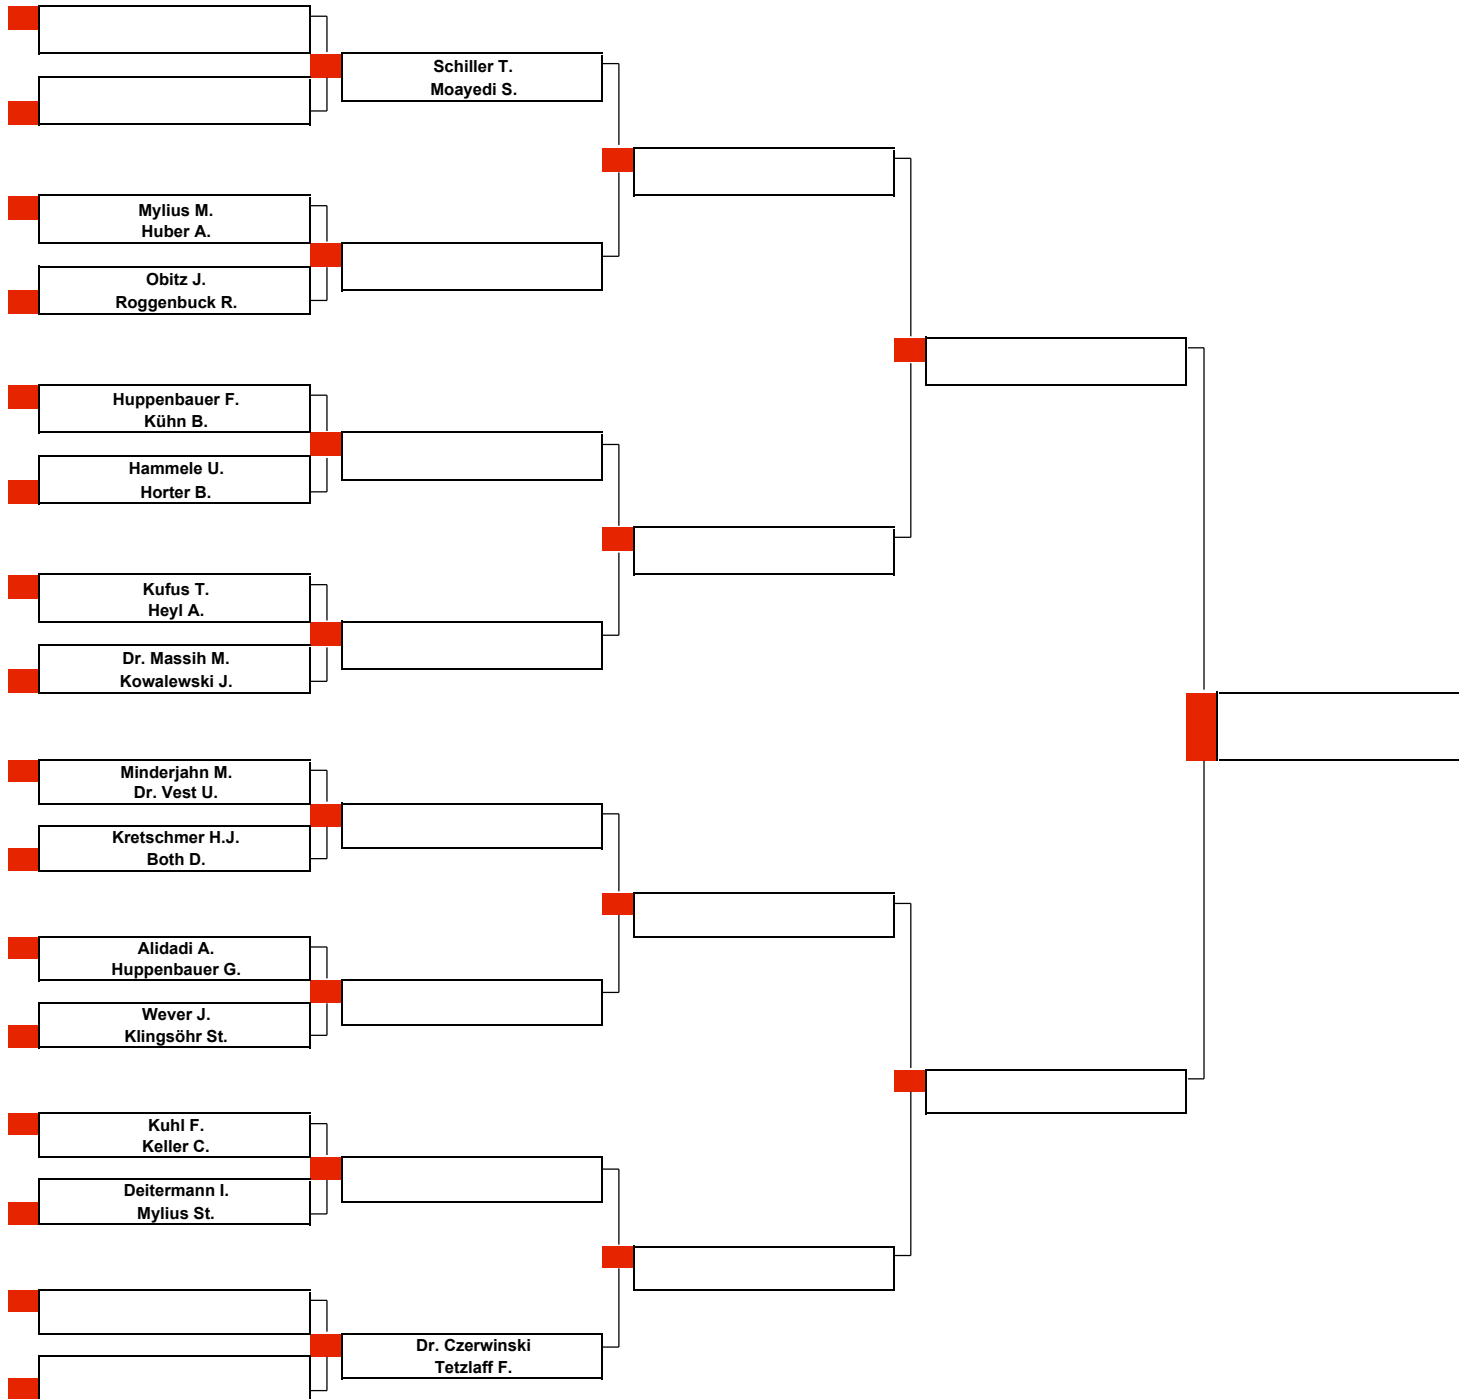 Schiller T.
Moayedi S.
Mylius M.
Huber A.
Obitz J.
Roggenbuck R.
Huppenbauer F.
Kühn B.
Hammele U.
Horter B.
Kufus T.
Heyl A.
Dr. Massih M.
Kowalewski J.
Minderjahn M.
Dr. Vest U.
Kretschmer H.J.
Both D.
Alidadi A.
Huppenbauer G.
Wever J.
Klingsöhr St.
Kuhl F.
Keller C.
Deitermann I.
Mylius St.
Dr. Czerwinski
Tetzlaff F.